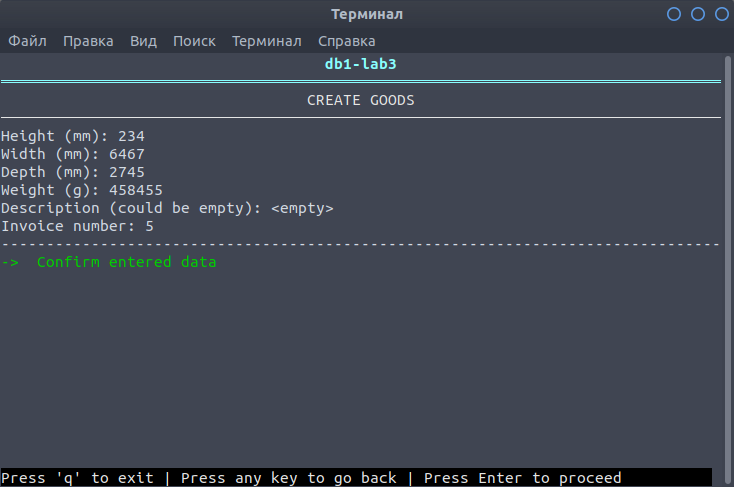 Терминал
Файл Правка Вид Поиск Терминал Справка
db1-lab3
CREATE GOODS
Height (mm): 234
Width (mm): 6467
Depth (mm): 2745
Weight (g): 458455
Description (could be empty): <empty>
Invoice number: 5
--------------------------------------------------------------------------------
-> Confirm entered data
Press 'q' to exit | Press any key to go back | Press Enter to proceed